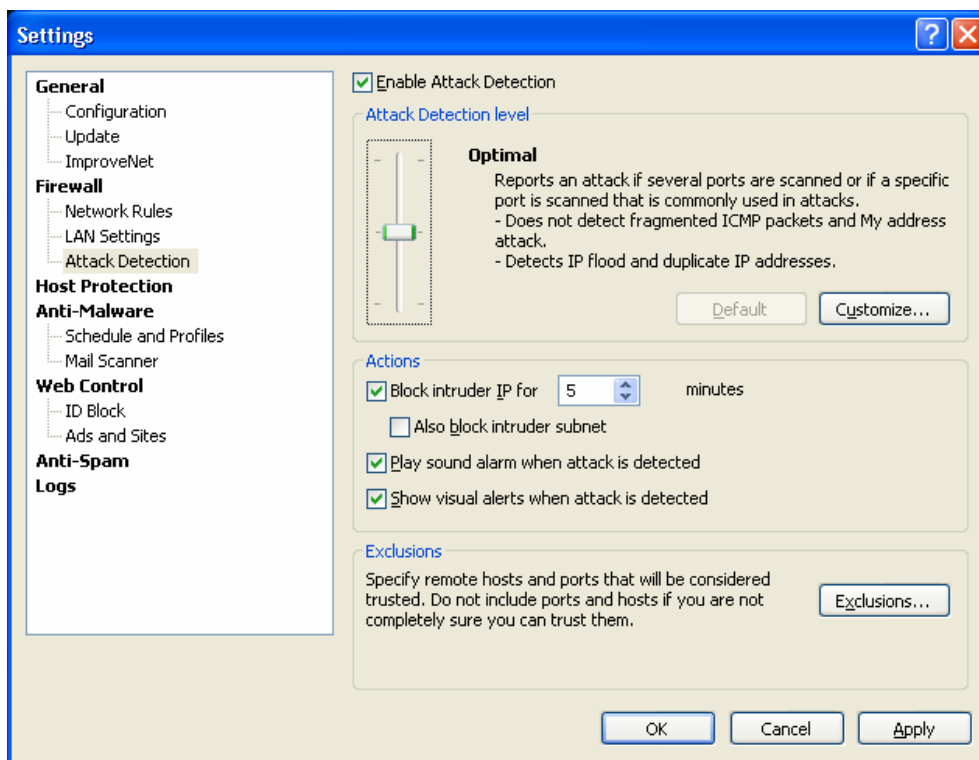 Settings
General
Configuration
Update
ImproveNet
Firewall
Network Rules
LAN Settings
Attack Detection
Host Protection
Anti-Malware
Schedule and Profiles
Mail Scanner
Web Control
ID Block
Ads and Sites
Anti-Spam
Logs
Enable Attack Detection
Attack Detection level
Optimal
Reports an attack if several ports are scanned or if a specific
port is scanned that is commonly used in attacks.
- Does not detect fragmented ICMP packets and My address
attack.
- Detects IP flood and duplicate IP addresses.
Default
Customize...
Actions
Block intruder IP for 5 minutes
Also block intruder subnet
Play sound alarm when attack is detected
Show visual alerts when attack is detected
Exclusions
Specify remote hosts and ports that will be considered
trusted. Do not include ports and hosts if you are not
completely sure you can trust them.
Exclusions...
OK
Cancel
Apply